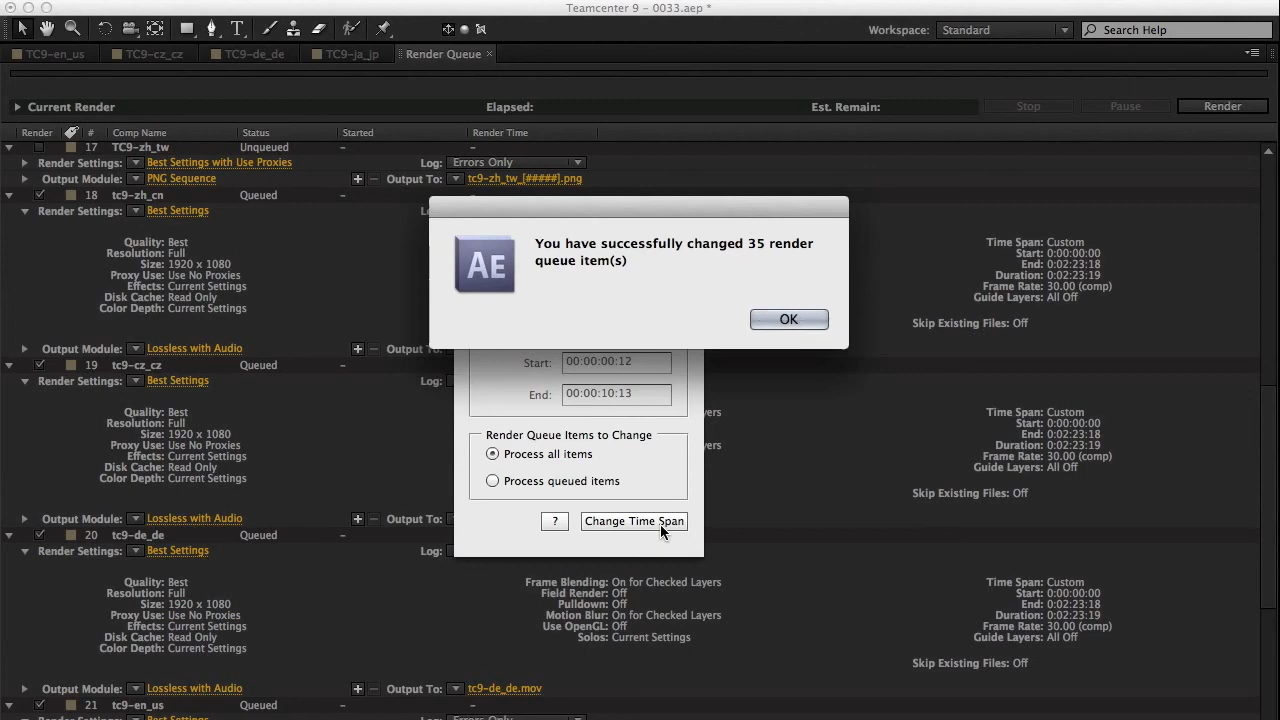 Teamcenter 9 – 0033.aep *
Workspace: Standard Search Help
TC9-en_us TC9-cz_cz TC9-de_de TC9-ja_jp Render Queue ×
Current Render Elapsed: Est. Remain: Stop Pause Render
Render # Comp Name Status Started Render Time
17 TC9-zh_tw Unqueued – –
Render Settings: Best Settings with Use Proxies Log: Errors Only
Output Module: PNG Sequence Output To: tc9-zh_tw_[#####].png
18 tc9-zh_cn Queued – –
Render Settings: Best Settings
Quality: Best Time Span: Custom
Resolution: Full Start: 0:00:00:00
Size: 1920 x 1080 End: 0:02:23:18
Proxy Use: Use No Proxies Duration: 0:02:23:19
Effects: Current Settings Frame Rate: 30.00 (comp)
Disk Cache: Read Only Guide Layers: All Off
Color Depth: Current Settings
Skip Existing Files: Off
Output Module: Lossless with Audio Output To:
19 tc9-cz_cz Queued
Render Settings: Best Settings Log:
Quality: Best Time Span: Custom
Resolution: Full Start: 0:00:00:00
Size: 1920 x 1080 End: 0:02:23:18
Proxy Use: Use No Proxies Duration: 0:02:23:19
Effects: Current Settings Frame Rate: 30.00 (comp)
Disk Cache: Read Only Guide Layers: All Off
Color Depth: Current Settings
Skip Existing Files: Off
Output Module: Lossless with Audio Output To:
20 tc9-de_de Queued
Render Settings: Best Settings Log:
Quality: Best Frame Blending: On for Checked Layers Time Span: Custom
Resolution: Full Field Render: Off Start: 0:00:00:00
Size: 1920 x 1080 Pulldown: Off End: 0:02:23:18
Proxy Use: Use No Proxies Motion Blur: On for Checked Layers Duration: 0:02:23:19
Effects: Current Settings Use OpenGL: Off Frame Rate: 30.00 (comp)
Disk Cache: Read Only Solos: Current Settings Guide Layers: All Off
Color Depth: Current Settings
Skip Existing Files: Off
Output Module: Lossless with Audio Output To: tc9-de_de.mov
21 tc9-en_us Queued –
AE
You have successfully changed 35 render
queue item(s)
OK
Start: 00:00:00:12
End: 00:00:10:13
Render Queue Items to Change
Process all items
Process queued items
? Change Time Span